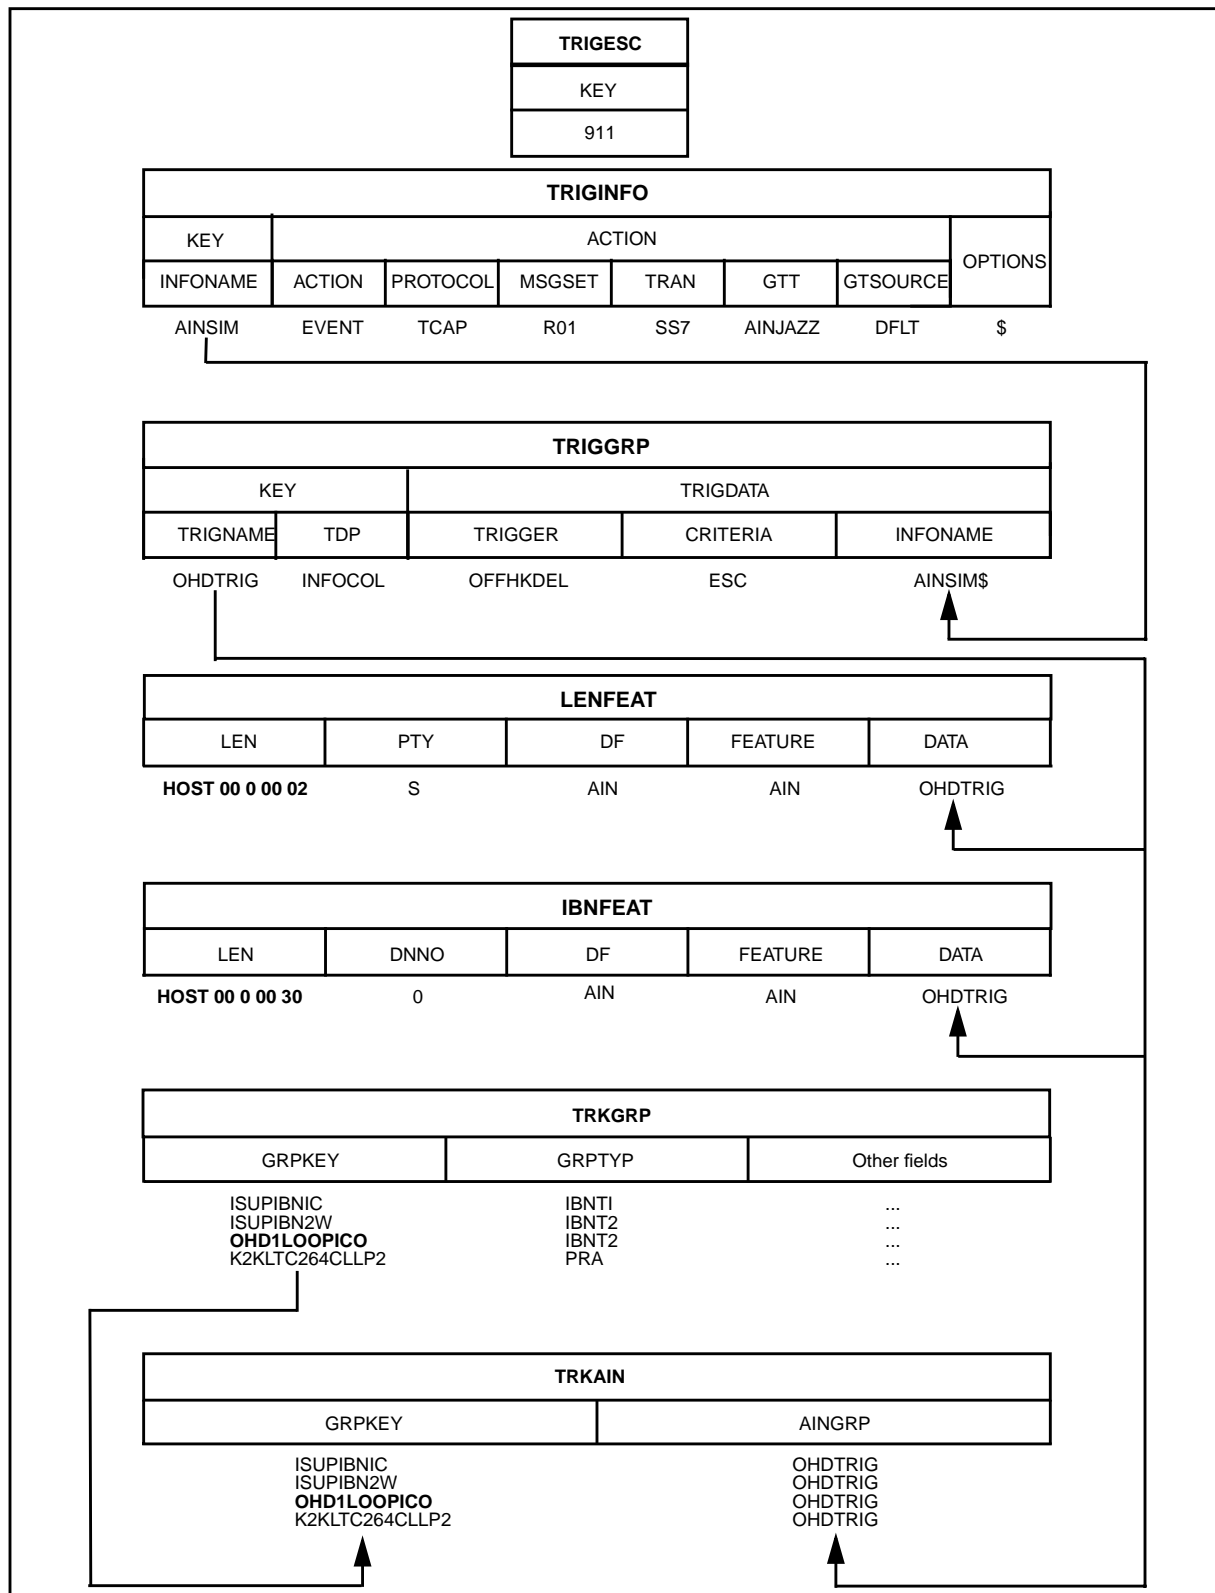 TRIGESC
KEY
911
TRIGINFO
KEY ACTION OPTIONS
INFONAME ACTION PROTOCOL MSGSET TRAN GTT GTSOURCE
AINSIM EVENT TCAP R01 SS7 AINJAZZ DFLT $
TRIGGRP
KEY TRIGDATA
TRIGNAME TDP TRIGGER CRITERIA INFONAME
OHDTRIG INFOCOL OFFHKDEL ESC AINSIM$
LENFEAT
LEN PTY DF FEATURE DATA
HOST 00 0 00 02 S AIN AIN OHDTRIG
IBNFEAT
LEN DNNO DF FEATURE DATA
HOST 00 0 00 30 0 AIN AIN OHDTRIG
TRKGRP
GRPKEY GRPTYP Other fields
ISUPIBNIC IBNTI ...
ISUPIBN2W IBNT2 ...
OHD1LOOPICO IBNT2 ...
K2KLTC264CLLP2 PRA ...
TRKAIN
GRPKEY AINGRP
ISUPIBNIC OHDTRIG
ISUPIBN2W OHDTRIG
OHD1LOOPICO OHDTRIG
K2KLTC264CLLP2 OHDTRIG